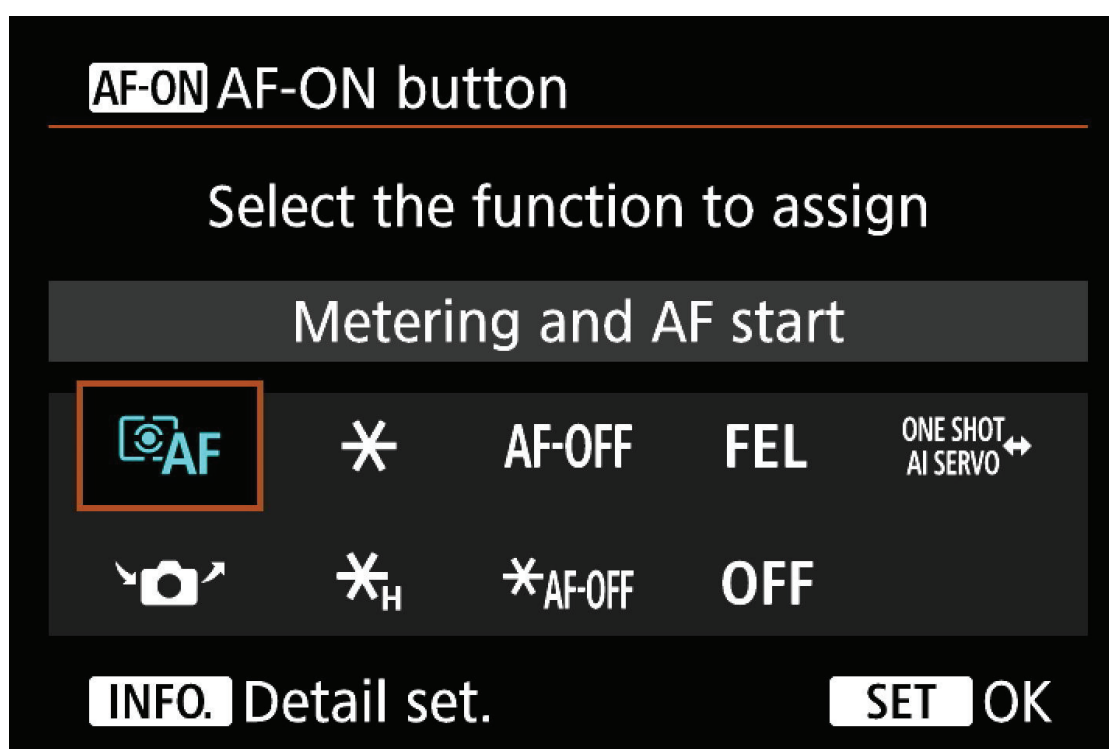 AF-ON AF-ON button
Select the function to assign
Metering and AF start
AF * AF-OFF FEL ONE SHOT
AI SERVO
*H *AF-OFF OFF
INFO. Detail set. SET OK